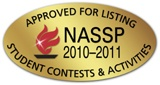 APPROVED FOR LISTING
NASSP
2010–2011
STUDENT CONTESTS & ACTIVITIES